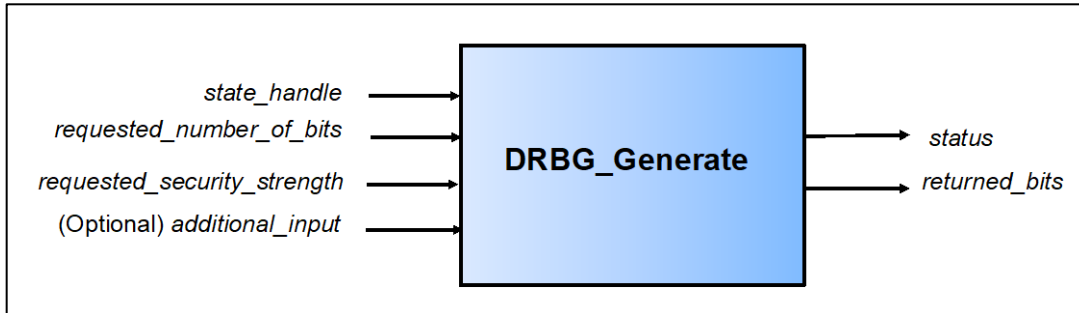 state_handle
requested_number_of_bits
requested_security_strength
(Optional) additional_input
DRBG_Generate
status
returned_bits